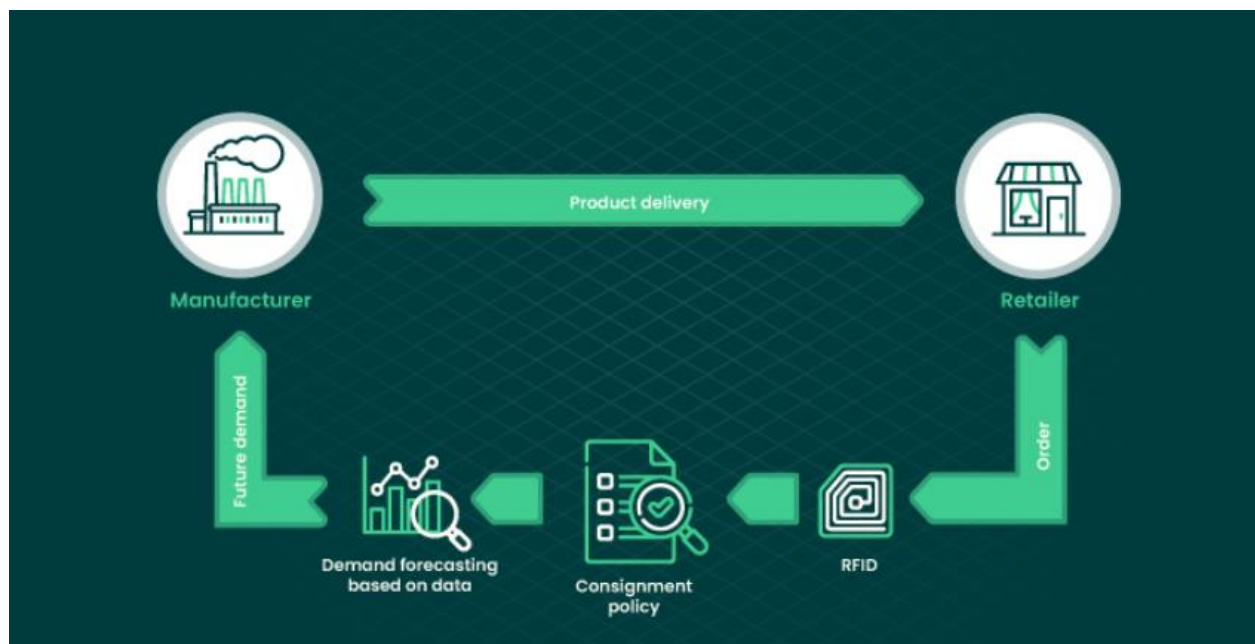 Product delivery
Manufacturer
Retailer
Future demand
Order
Demand forecasting
based on data
Consignment
policy
RFID